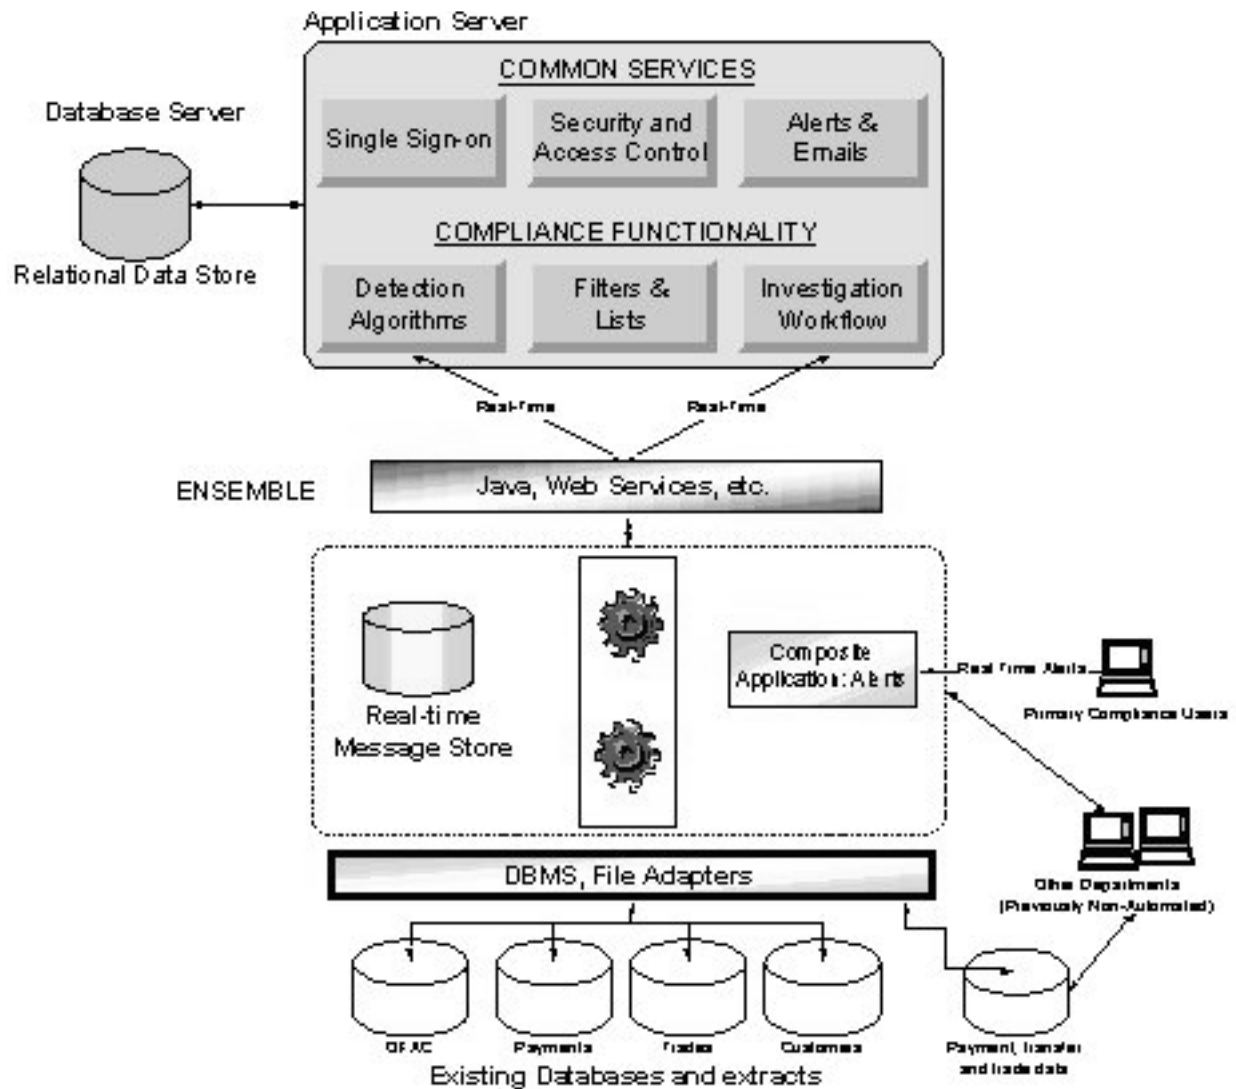 Application Server
COMMON SERVICES
Database Server
Single Sign-on
Security and
Access Control
Alerts &
Emails
Relational Data Store
COMPLIANCE FUNCTIONALITY
Detection
Algorithms
Filters &
Lists
Investigation
Workflow
Real-Time
Real-Time
ENSEMBLE
Java, Web Services, etc.
Real-time
Message Store
Composite
Application: Alerts
Real Time Alerts
Primary Compliance Users
DBMS, File Adapters
Other Departments
(Previously Non-Automated)
OFAC
Payments
Trades
Customers
Payment, transfer
and trade data
Existing Databases and extracts